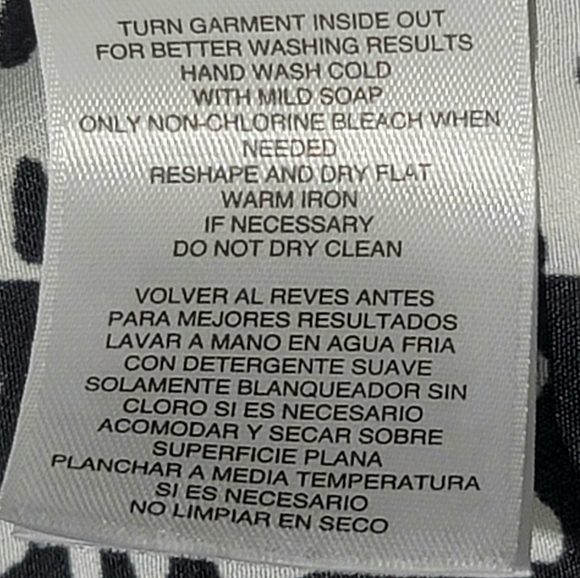 TURN GARMENT INSIDE OUT
FOR BETTER WASHING RESULTS
HAND WASH COLD
WITH MILD SOAP
ONLY NON-CHLORINE BLEACH WHEN
NEEDED
RESHAPE AND DRY FLAT
WARM IRON
IF NECESSARY
DO NOT DRY CLEAN
VOLVER AL REVES ANTES
PARA MEJORES RESULTADOS
LAVAR A MANO EN AGUA FRIA
CON DETERGENTE SUAVE
SOLAMENTE BLANQUEADOR SIN
CLORO SI ES NECESARIO
ACOMODAR Y SECAR SOBRE
SUPERFICIE PLANA
PLANCHAR A MEDIA TEMPERATURA
SI ES NECESARIO
NO LIMPIAR EN SECO